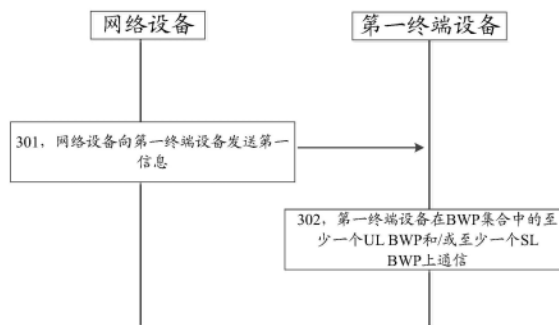 网络设备
第一终端设备
301，网络设备向第一终端设备发送第一
信息
302，第一终端设备在BWP集合中的至
少一个UL BWP和/或至少一个SL
BWP上通信